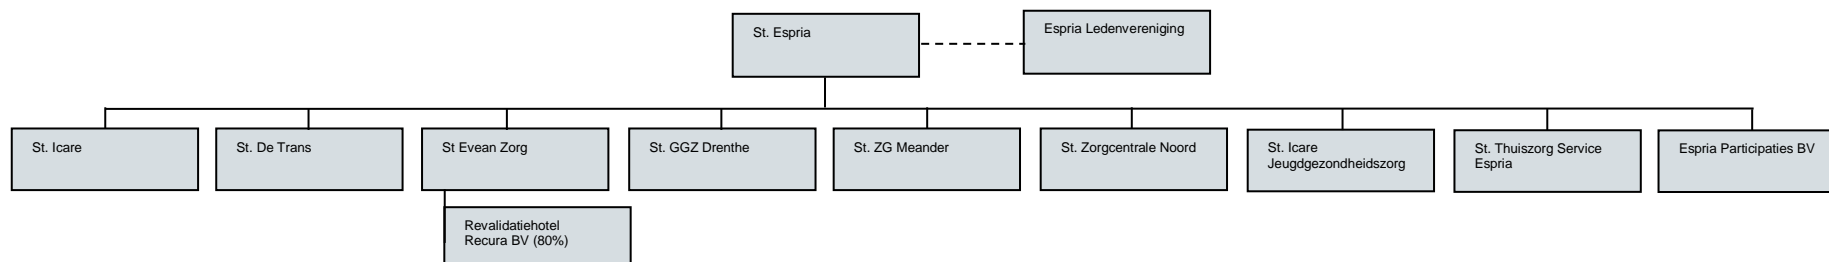 St. Espria
Espria Ledenvereniging
St. Icare
St. De Trans
St Evean Zorg
St. GGZ Drenthe
St. ZG Meander
St. Zorgcentrale Noord
St. Icare
Jeugdgezondheidszorg
St. Thuiszorg Service
Espria
Espria Participaties BV
Revalidatiehotel
Recura BV (80%)